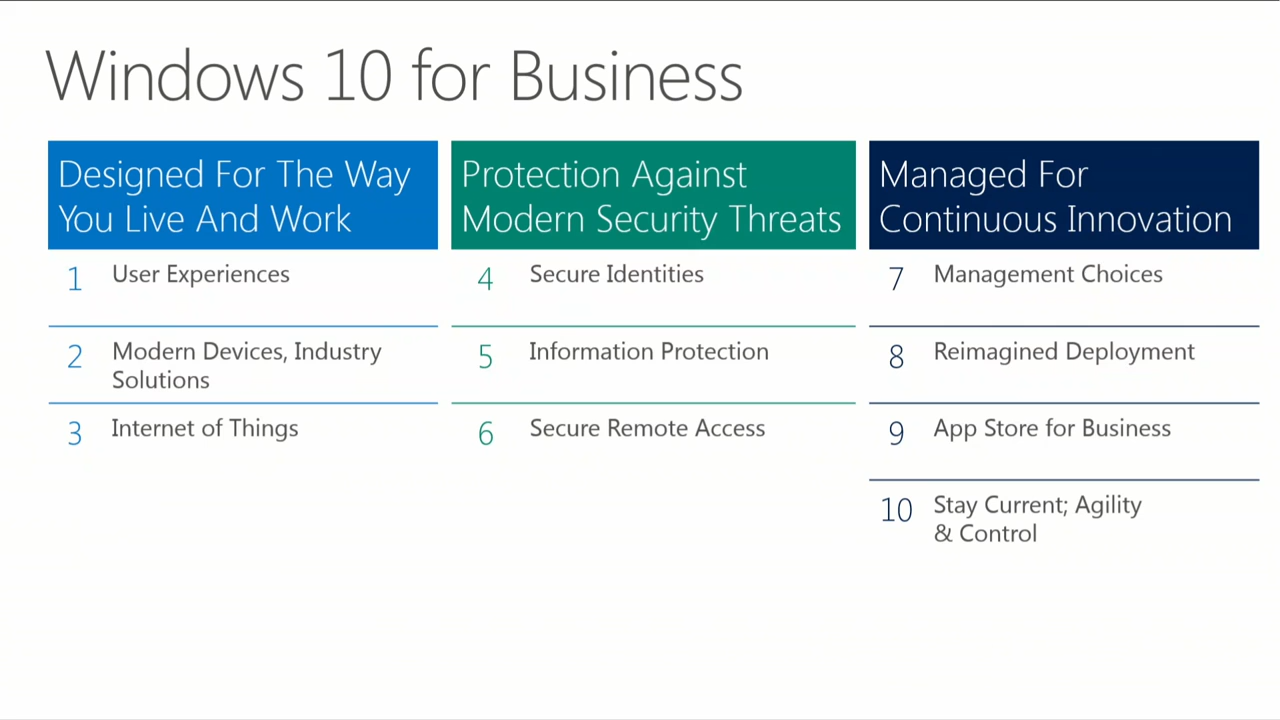 Windows 10 for Business
Designed For The Way
You Live And Work
1 User Experiences
2 Modern Devices, Industry
Solutions
3 Internet of Things
Protection Against
Modern Security Threats
4 Secure Identities
5 Information Protection
6 Secure Remote Access
Managed For
Continuous Innovation
7 Management Choices
8 Reimagined Deployment
9 App Store for Business
10 Stay Current; Agility
& Control